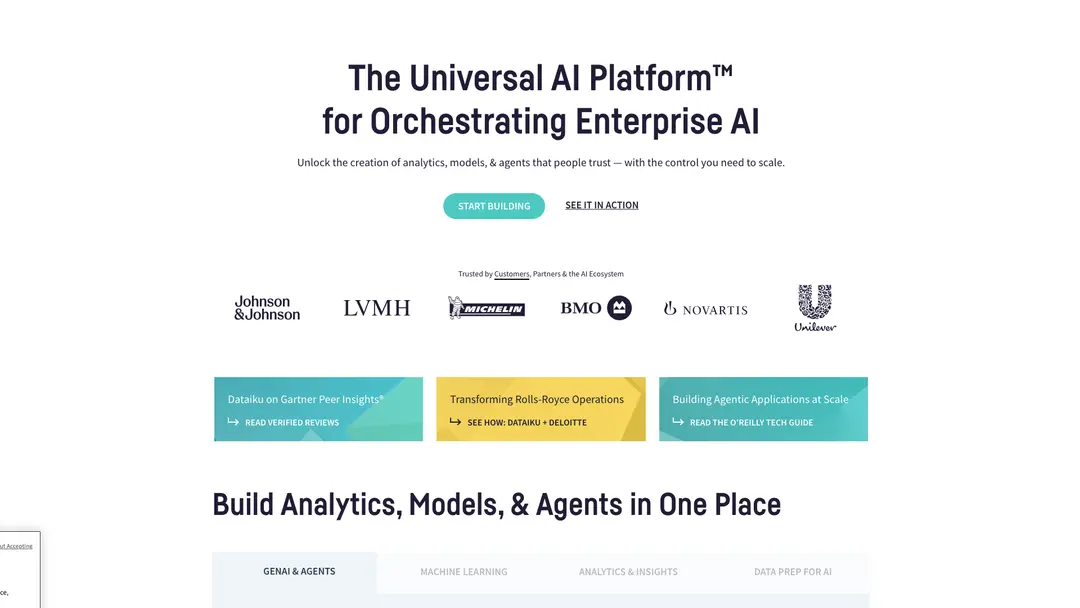 The Universal AI Platform™
for Orchestrating Enterprise AI
Unlock the creation of analytics, models, & agents that people trust — with the control you need to scale.
START BUILDING
SEE IT IN ACTION
Trusted by Customers, Partners & the AI Ecosystem
Johnson
&Johnson
LVMH
MICHELIN
BMO
NOVARTIS
Unilever
Dataiku on Gartner Peer Insights®
READ VERIFIED REVIEWS
Transforming Rolls-Royce Operations
SEE HOW: DATAIKU + DELOITTE
Building Agentic Applications at Scale
READ THE O'REILLY TECH GUIDE
Build Analytics, Models, & Agents in One Place
ut Accepting
ce,
GENAI & AGENTS
MACHINE LEARNING
ANALYTICS & INSIGHTS
DATA PREP FOR AI